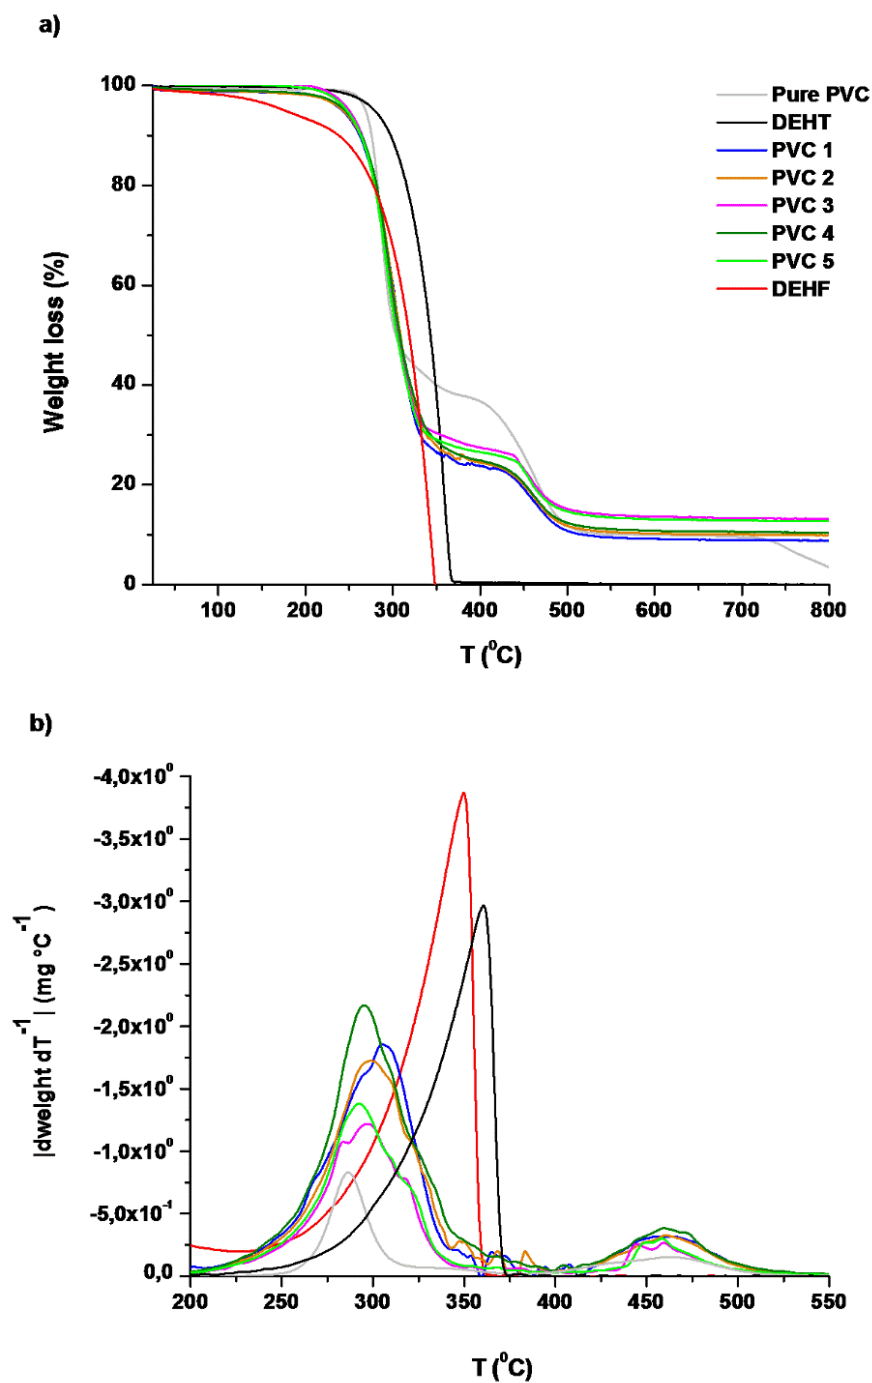 a)
100
80
60
40
20
0
Weight loss (%)
100 200 300 400 500 600 700 800
T (⁰C)
Pure PVC
DEHT
PVC 1
PVC 2
PVC 3
PVC 4
PVC 5
DEHF
b)
-4,0x10⁰
-3,5x10⁰
-3,0x10⁰
-2,5x10⁰
-2,0x10⁰
-1,5x10⁰
-1,0x10⁰
-5,0x10⁻¹
0,0
|dweight dT⁻¹| (mg °C⁻¹)
200 250 300 350 400 450 500 550
T (⁰C)